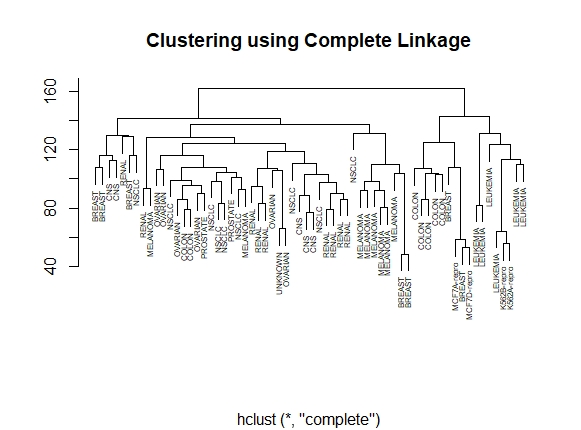 Clustering using Complete Linkage
160
80
40
BREAST
BREAST
CNS
CNS
RENAL
BREAST
NSCLC
RENAL
MELANOMA
OVARIAN
OVARIAN
NSCLC
OVARIAN
COLON
COLON
OVARIAN
PROSTATE
NSCLC
NSCLC
NSCLC
PROSTATE
NSCLC
MELANOMA
RENAL
RENAL
RENAL
OVARIAN
UNKNOWN
OVARIAN
NSCLC
CNS
CNS
CNS
RENAL
RENAL
RENAL
RENAL
NSCLC
MELANOMA
MELANOMA
MELANOMA
MELANOMA
MELANOMA
MELANOMA
BREAST
BREAST
COLON
COLON
COLON
COLON
COLON
BREAST
MCF7A-repro
BREAST
MCF7D-repro
LEUKEMIA
LEUKEMIA
LEUKEMIA
LEUKEMIA
K562B-repro
K562A-repro
LEUKEMIA
LEUKEMIA
hclust (*, "complete")